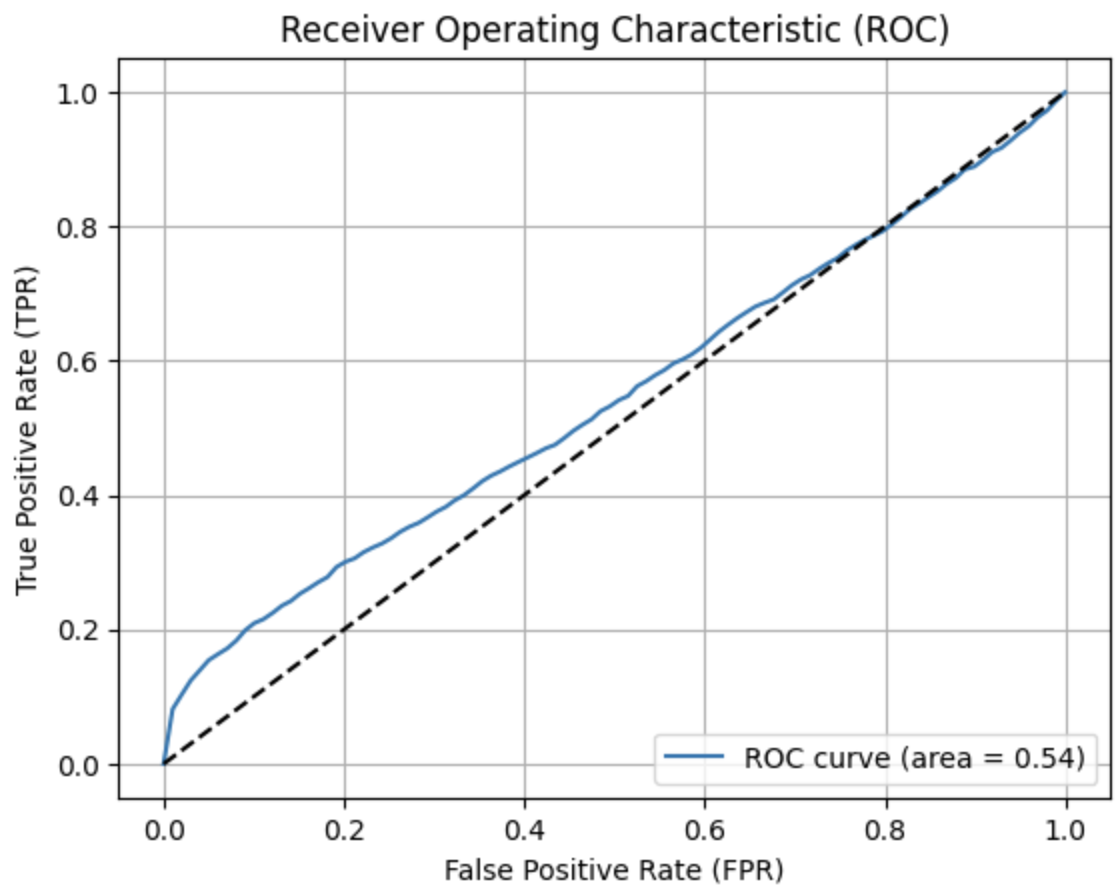 Receiver Operating Characteristic (ROC)
True Positive Rate (TPR)
1.0
0.8
0.6
0.4
0.2
0.0
ROC curve (area = 0.54)
0.0 0.2 0.4 0.6 0.8 1.0
False Positive Rate (FPR)